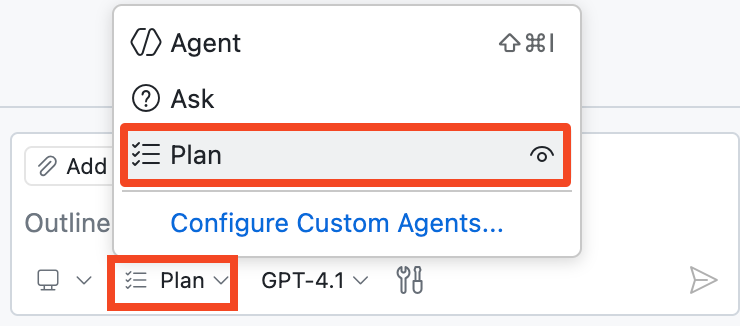 Agent ⇧⌘I
Ask
Plan
Configure Custom Agents...
Add
Outline
Plan GPT-4.1